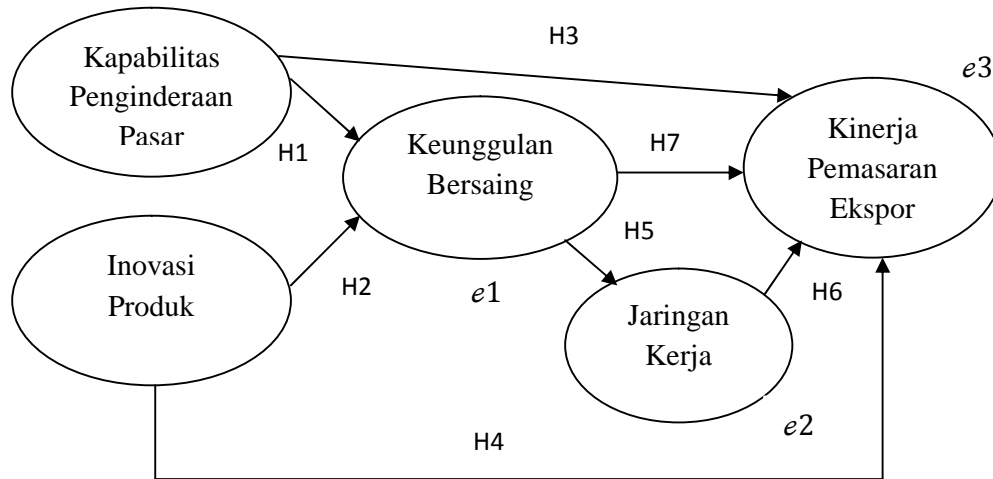 H3
e3
Kapabilitas
Penginderaan
Pasar
H1
Keunggulan
Bersaing
H7
Kinerja
Pemasaran
Ekspor
Inovasi
Produk
H2
e1
H5
Jaringan
Kerja
H6
e2
H4